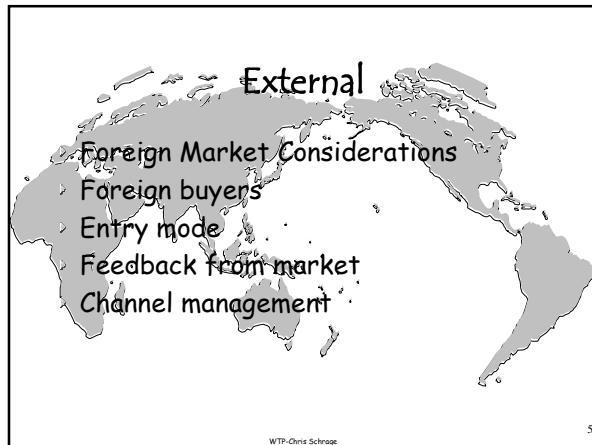 External
Foreign Market Considerations
Foreign buyers
Entry mode
Feedback from market
Channel management
5
WTP-Chris Schrage